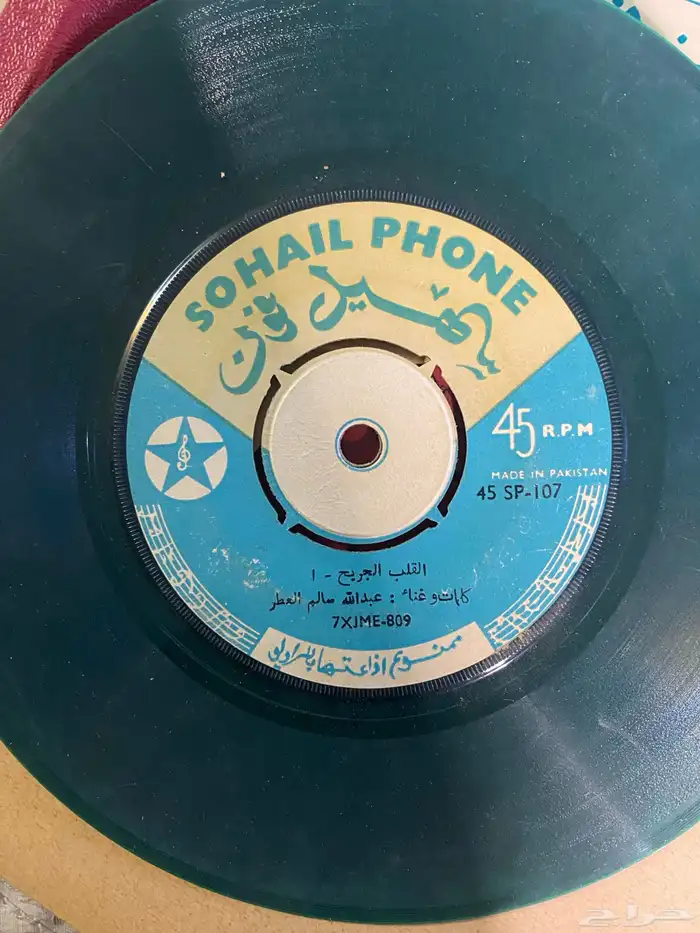 SOHAIL PHONE
سهيل فون
45 R.P.M
MADE IN PAKISTAN
45 SP-107
القلب الجريح - ١
كلمات وغناء : عبدالله سالم العطر
7XJME-809
ممنوع اذاعتها بالراديو
حراج